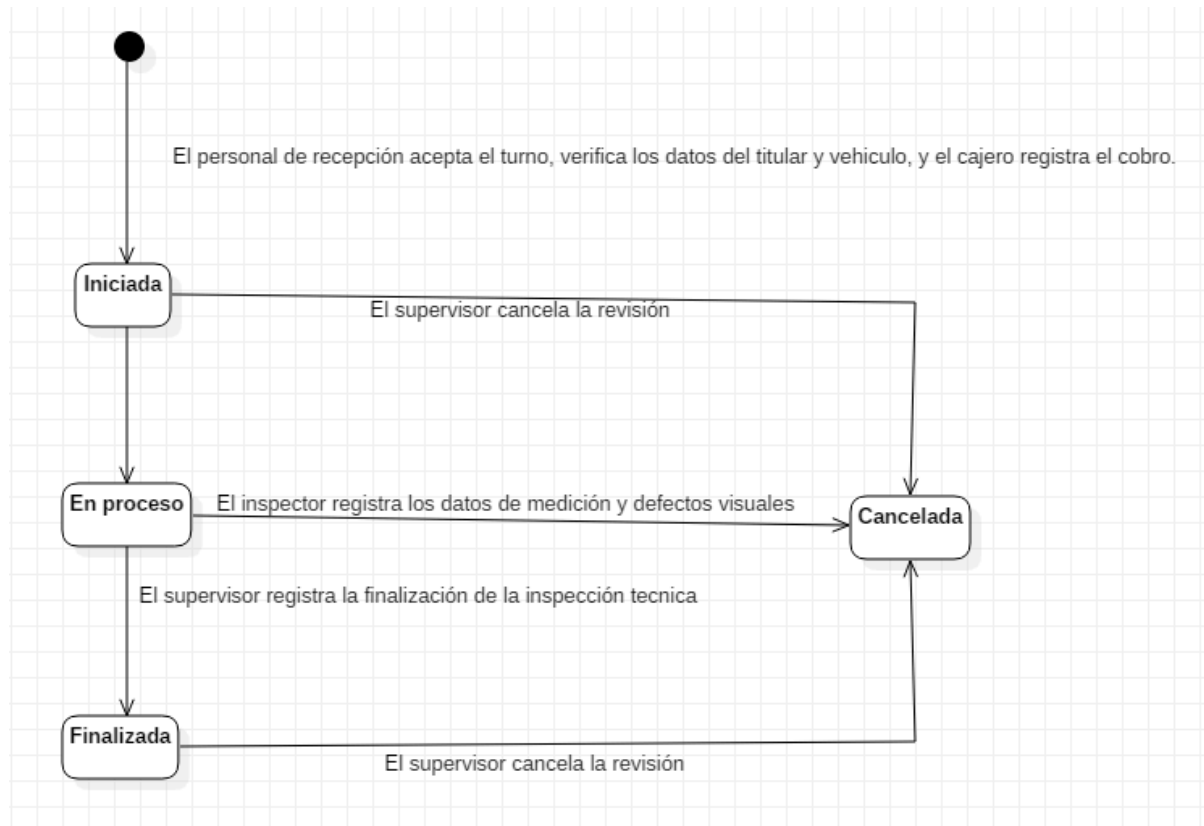 El personal de recepción acepta el turno, verifica los datos del titular y vehiculo, y el cajero registra el cobro.
Iniciada
El supervisor cancela la revisión
En proceso
El inspector registra los datos de medición y defectos visuales
Cancelada
El supervisor registra la finalización de la inspección tecnica
Finalizada
El supervisor cancela la revisión